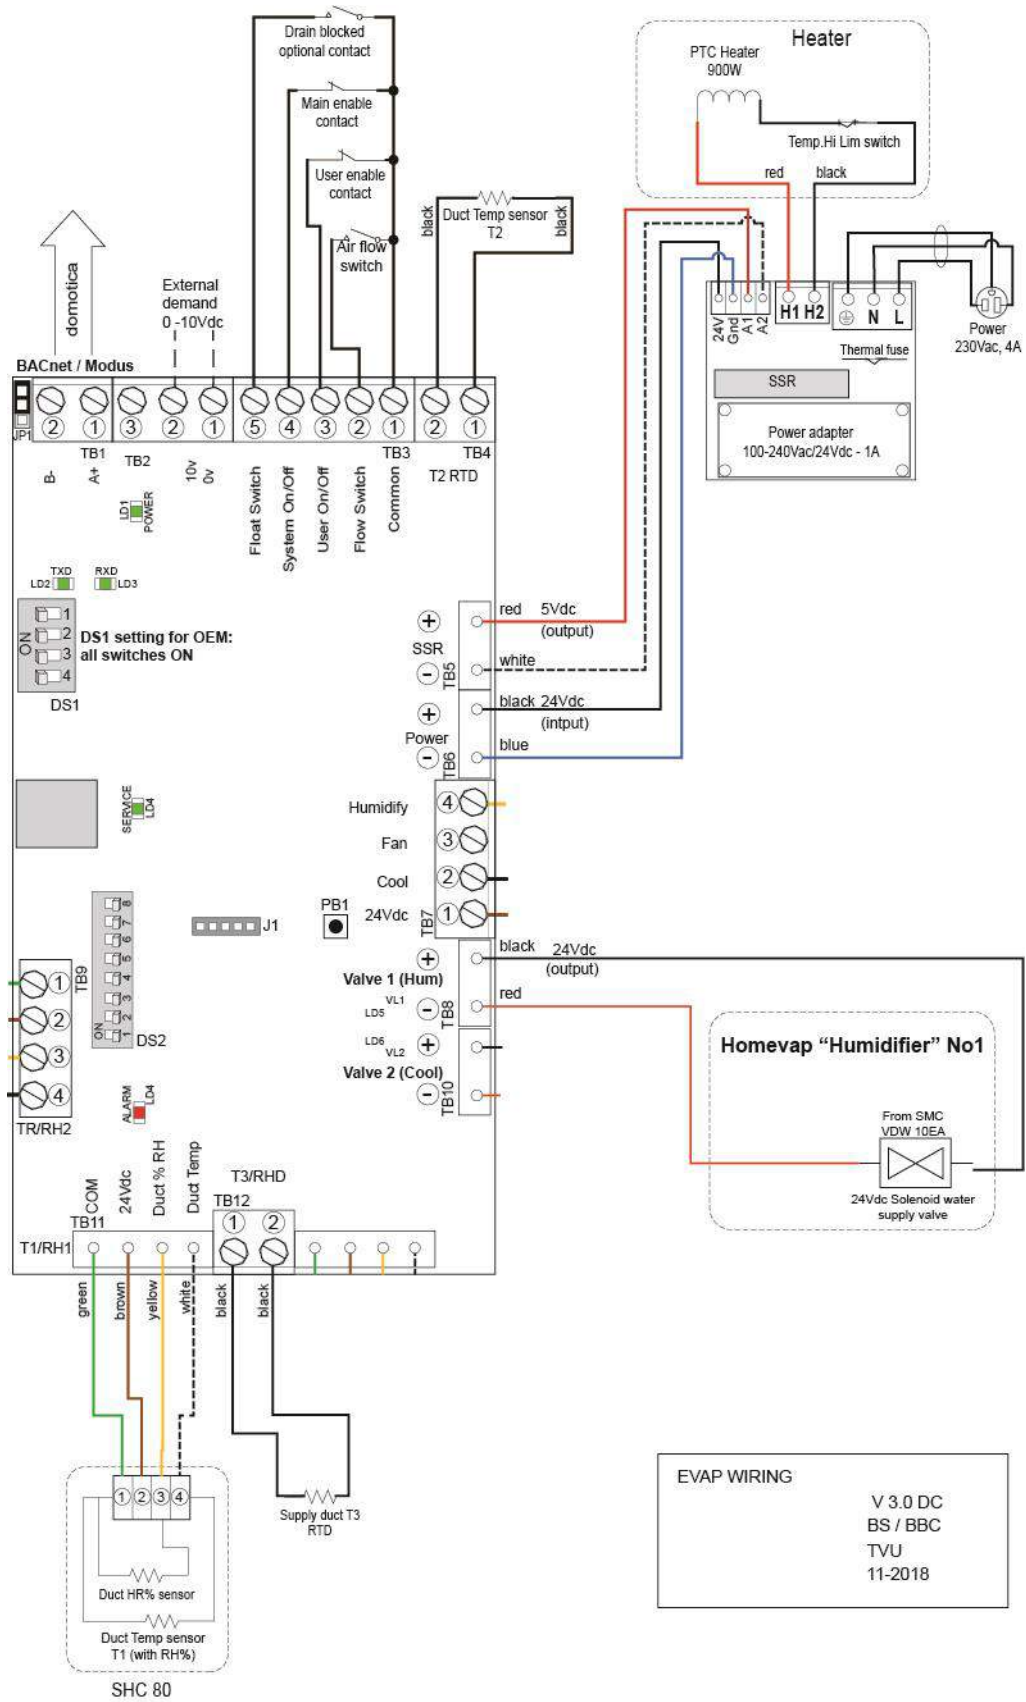 Drain blocked
optional contact
Main enable
contact
User enable
contact
Air flow
switch
black
Duct Temp sensor
T2
black
Heater
PTC Heater
900W
Temp.Hi Lim switch
red
black
24V
Gnd
A1
A2
H1 H2
N
L
Power
230Vac, 4A
Thermal fuse
SSR
Power adapter
100-240Vac/24Vdc - 1A
domotica
External
demand
0 -10Vdc
BACnet / Modus
JP1
2
1
3
2
1
5
4
3
2
1
2
1
TB1
TB2
TB3
TB4
T2 RTD
B-
A+
10v
0v
Float Switch
System On/Off
User On/Off
Flow Switch
Common
LD1
POWER
TXD
LD2
RXD
LD3
ON
1
2
3
4
DS1 setting for OEM:
all switches ON
DS1
+
SSR
-
TB5
red
5Vdc
(output)
white
+
Power
-
TB6
black
24Vdc
(intput)
blue
SERVICE
LD4
Humidify
4
Fan
3
Cool
2
24Vdc
1
TB7
J1
PB1
8
7
6
5
4
3
2
1
ON
DS2
TB9
1
2
3
4
TR/RH2
ALARM
LD4
+
Valve 1 (Hum)
VL1
LD5
-
TB8
black
24Vdc
(output)
red
LD6
VL2
+
Valve 2 (Cool)
-
TB10
Homevap “Humidifier” No1
From SMC
VDW 10EA
24Vdc Solenoid water
supply valve
COM
24Vdc
Duct % RH
Duct Temp
TB11
T1/RH1
T3/RHD
TB12
1
2
green
brown
yellow
white
black
black
1
2
3
4
Duct HR% sensor
Duct Temp sensor
T1 (with RH%)
SHC 80
Supply duct T3
RTD
EVAP WIRING
V 3.0 DC
BS / BBC
TVU
11-2018